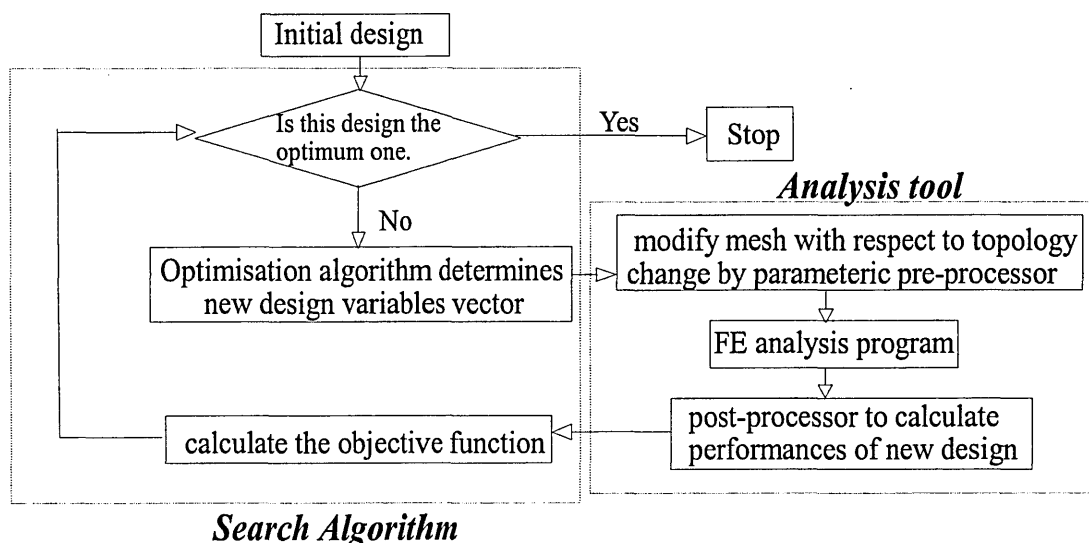 Initial design
Is this design the
optimum one.
Yes
Stop
No
Analysis tool
Optimisation algorithm determines
new design variables vector
modify mesh with respect to topology
change by parameteric pre-processor
FE analysis program
post-processor to calculate
performances of new design
calculate the objective function
Search Algorithm